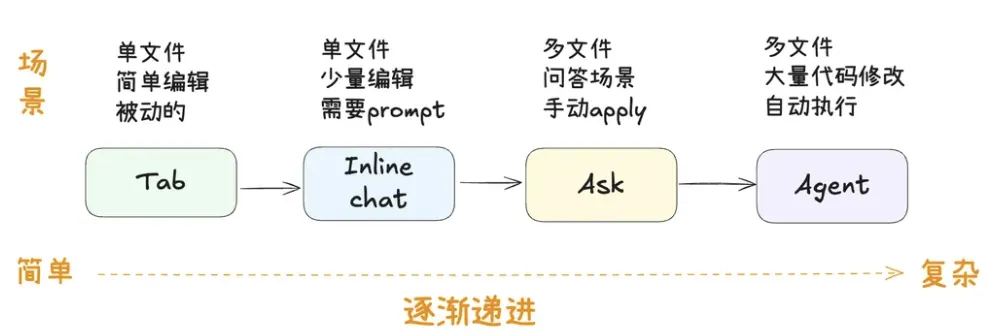 场景
单文件
简单编辑
被动的
单文件
少量编辑
需要prompt
多文件
问答场景
手动apply
多文件
大量代码修改
自动执行
Tab
Inline
chat
Ask
Agent
简单
复杂
逐渐递进